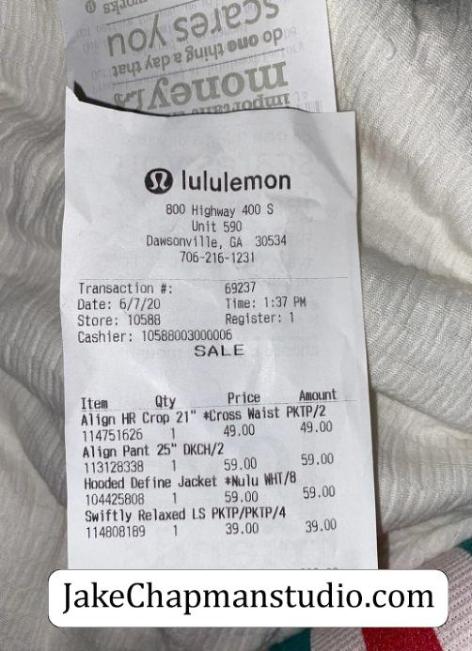 works
scares you
do one thing a day that
money
importan
lululemon
800 Highway 400 S
Unit 590
Dawsonville, GA 30534
706-216-1231
Transaction #: 69237
Date: 6/7/20 Time: 1:37 PM
Store: 10588 Register: 1
Cashier: 10588003000006
SALE
Item Qty Price Amount
Align HR Crop 21" *Cross Waist PKTP/2
114751626 1 49.00 49.00
Align Pant 25" DKCH/2
113128338 1 59.00 59.00
Hooded Define Jacket *Nulu WHT/8
104425808 1 59.00 59.00
Swiftly Relaxed LS PKTP/PKTP/4
114808189 1 39.00 39.00
JakeChapmanstudio.com